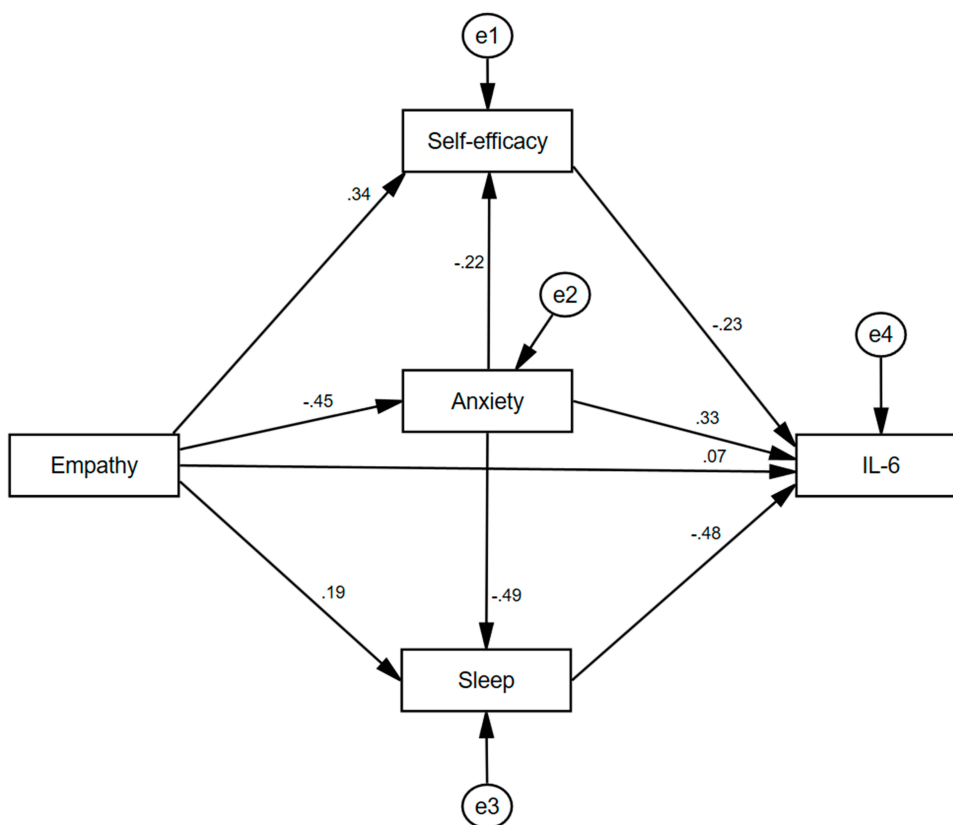 e1
Self-efficacy
.34
-.22
e2
-.23
e4
-.45
Anxiety
.33
Empathy
.07
IL-6
-.48
.19
-.49
Sleep
e3